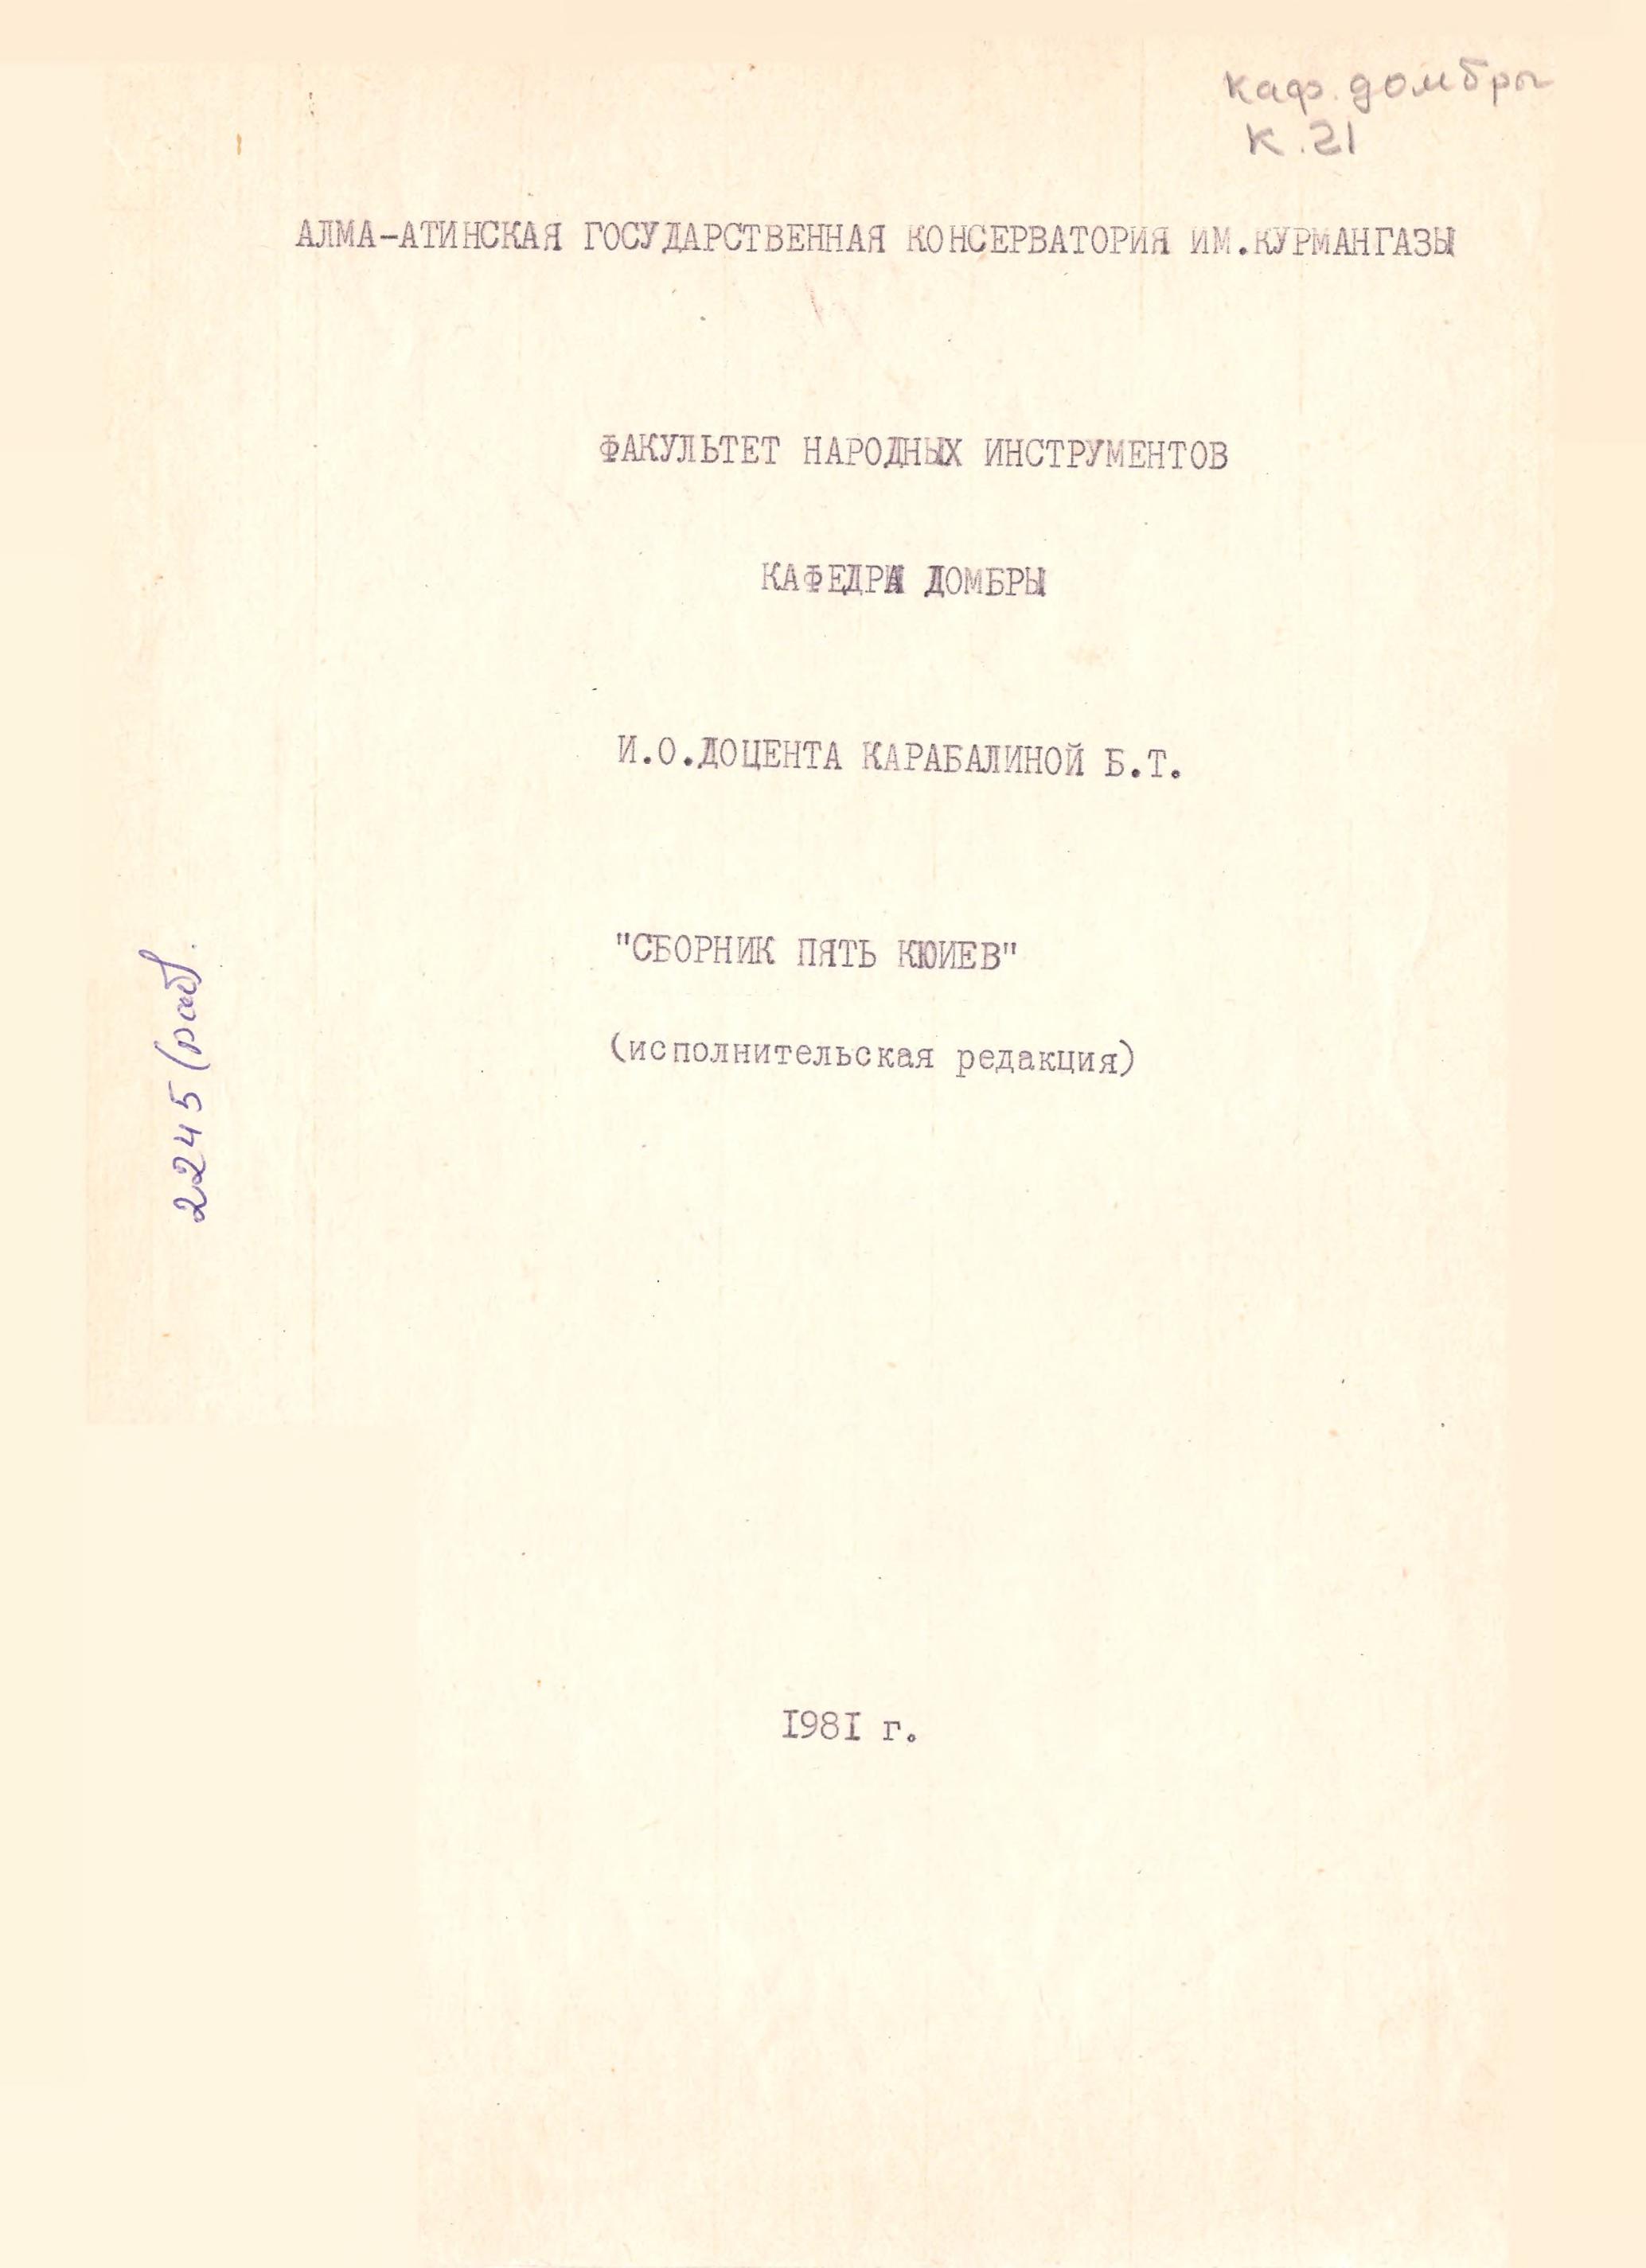 каф. домбры
К.21
АЛМА-АТИНСКАЯ ГОСУДАРСТВЕННАЯ КОНСЕРВАТОРИЯ ИМ.КУРМАНГАЗЫ
ФАКУЛЬТЕТ НАРОДНЫХ ИНСТРУМЕНТОВ
КАФЕДРА ДОМБРЫ
И.О.ДОЦЕНТА КАРАБАЛИНОЙ Б.Т.
"СБОРНИК ПЯТЬ КЮИЕВ"
(исполнительская редакция)
2245
1981 г.